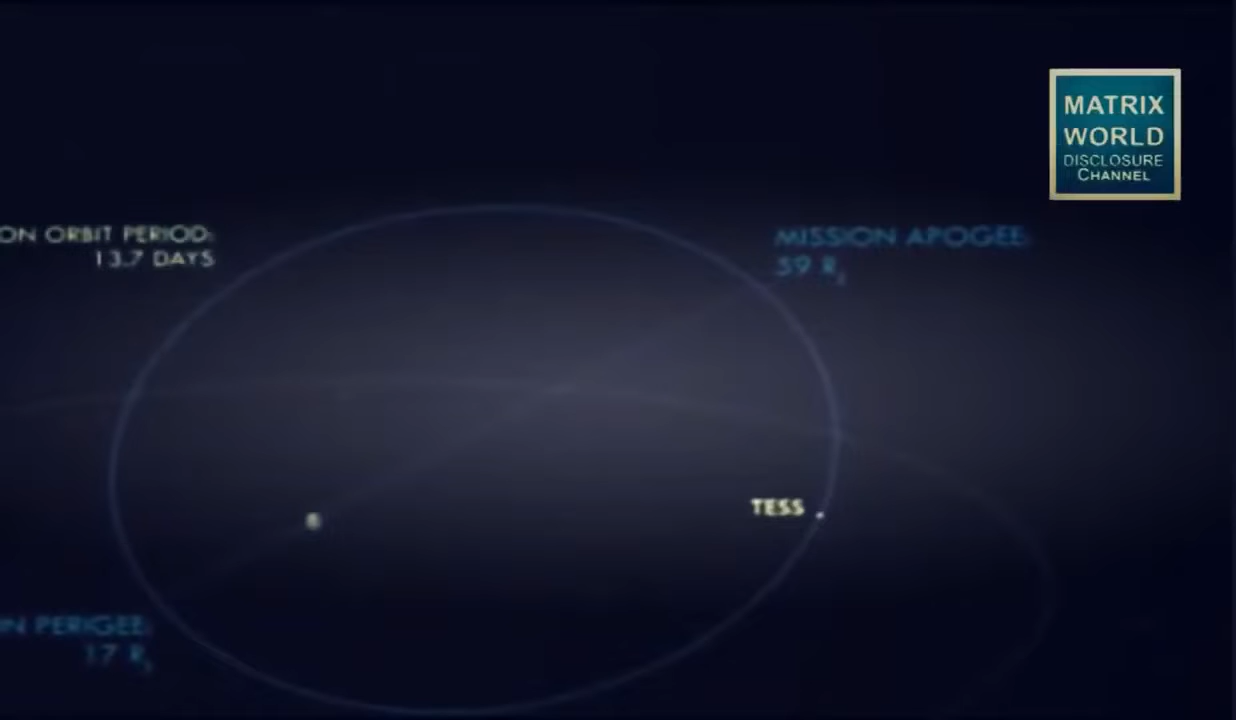 MATRIX
WORLD
DISCLOSURE
CHANNEL
ON ORBIT PERIOD:
13.7 DAYS
MISSION APOGEE:
59 R
TESS
N PERIGEE:
17 R